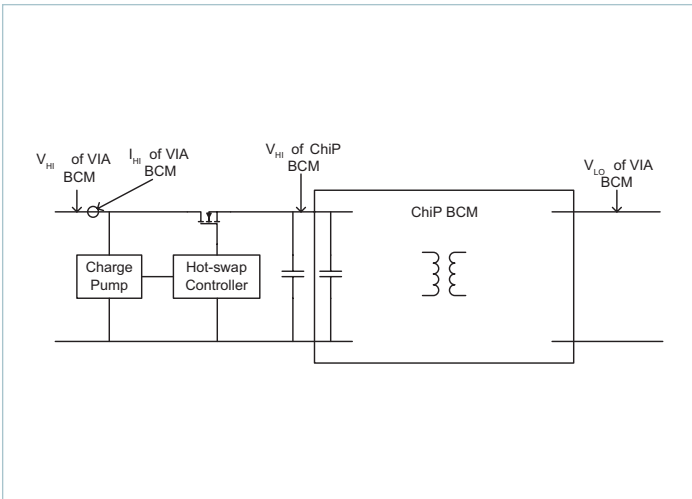 V_HI of VIA
BCM
I_HI of VIA
BCM
V_HI of ChiP
BCM
V_LO of VIA
BCM
ChiP BCM
Charge
Pump
Hot-swap
Controller